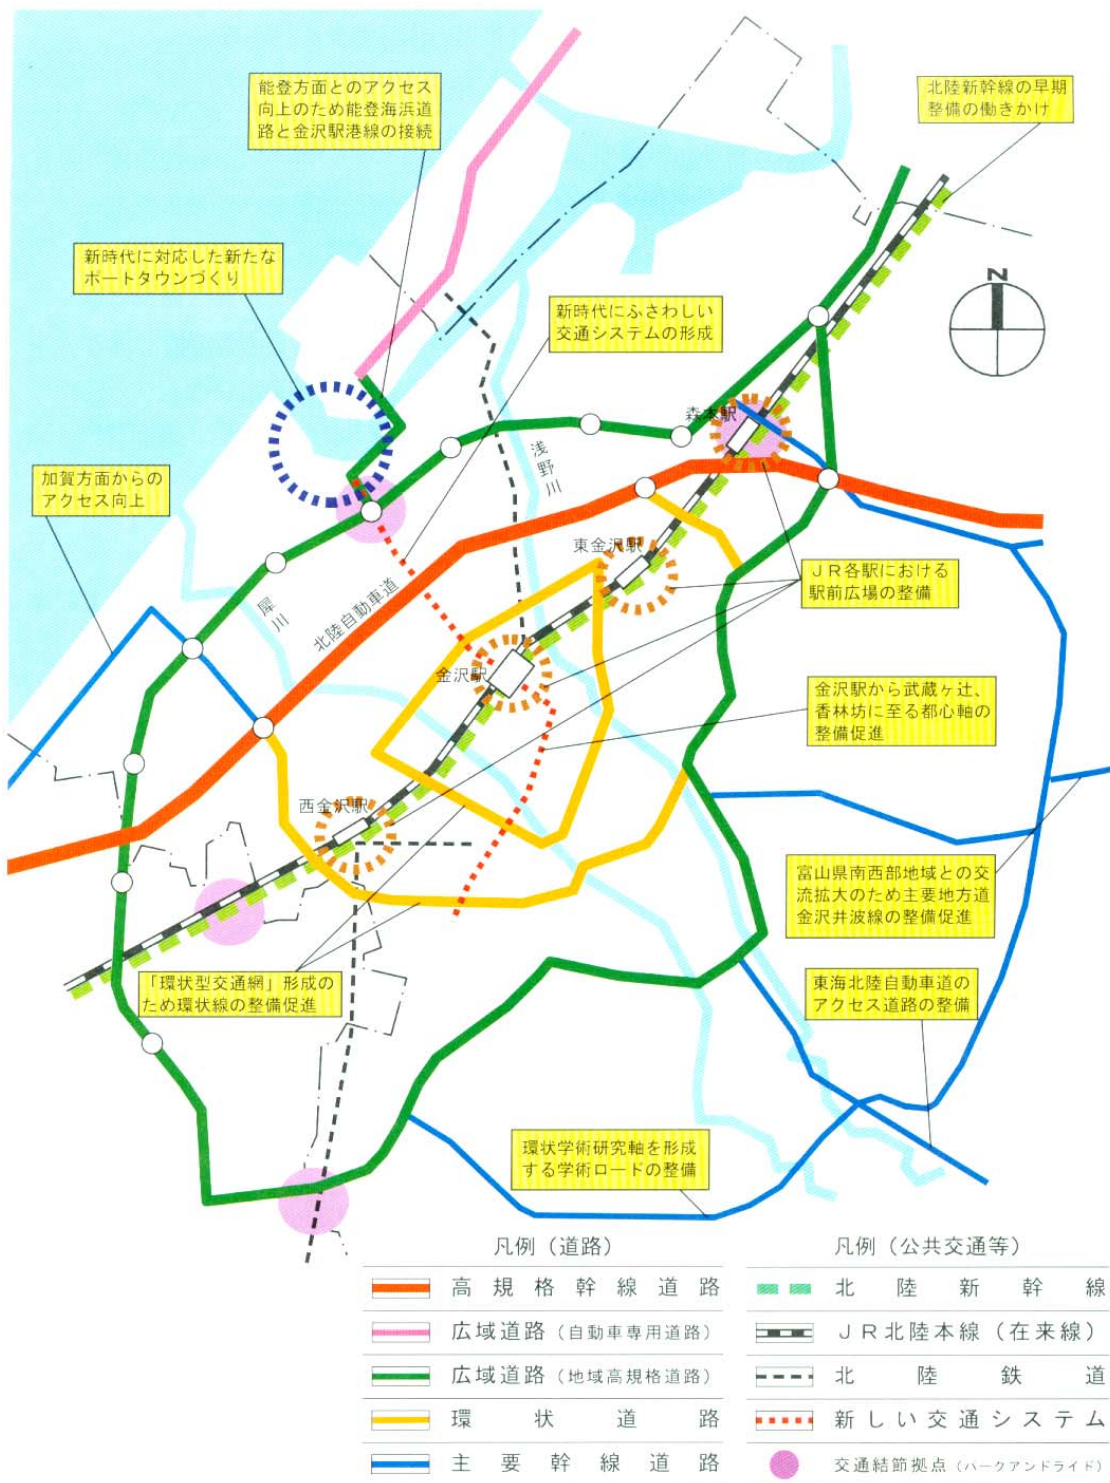 能登方面とのアクセス
向上のため能登海浜道
路と金沢駅港線の接続
北陸新幹線の早期
整備の働きかけ
新時代に対応した新たな
ポートタウンづくり
新時代にふさわしい
交通システムの形成
N
森本駅
浅野川
加賀方面からの
アクセス向上
東金沢駅
JR各駅における
駅前広場の整備
犀川
北陸自動車道
金沢駅
金沢駅から武蔵ヶ辻、
香林坊に至る都心軸の
整備促進
西金沢駅
富山県南西部地域との交
流拡大のため主要地方道
金沢井波線の整備促進
「環状型交通網」形成の
ため環状線の整備促進
東海北陸自動車道の
アクセス道路の整備
環状学術研究軸を形成
する学術ロードの整備
凡例（道路）
高規格幹線道路
広域道路（自動車専用道路）
広域道路（地域高規格道路）
環状道路
主要幹線道路
凡例（公共交通等）
北陸新幹線
JR北陸本線（在来線）
北陸鉄道
新しい交通システム
交通結節拠点（パークアンドライド）